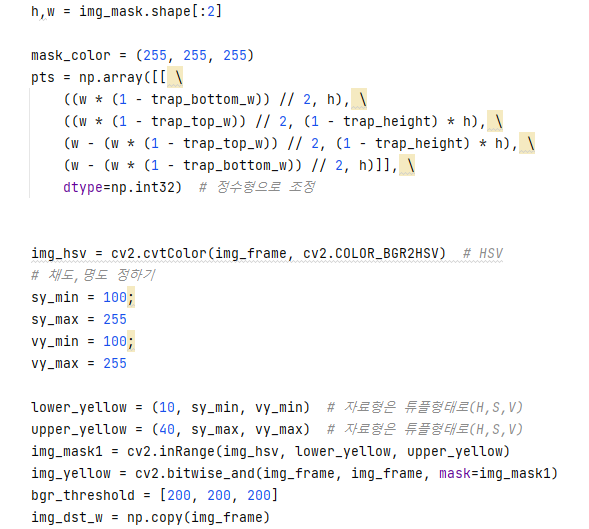 h,w = img_mask.shape[:2]
mask_color = (255, 255, 255)
pts = np.array([[ \
((w * (1 - trap_bottom_w)) // 2, h), \
((w * (1 - trap_top_w)) // 2, (1 - trap_height) * h), \
(w - (w * (1 - trap_top_w)) // 2, (1 - trap_height) * h), \
(w - (w * (1 - trap_bottom_w)) // 2, h)]], \
dtype=np.int32)  # 정수형으로 조정
img_hsv = cv2.cvtColor(img_frame, cv2.COLOR_BGR2HSV)  # HSV
# 채도,명도 정하기
sy_min = 100;
sy_max = 255
vy_min = 100;
vy_max = 255
lower_yellow = (10, sy_min, vy_min)  # 자료형은 튜플형태로(H,S,V)
upper_yellow = (40, sy_max, vy_max)  # 자료형은 튜플형태로(H,S,V)
img_mask1 = cv2.inRange(img_hsv, lower_yellow, upper_yellow)
img_yellow = cv2.bitwise_and(img_frame, img_frame, mask=img_mask1)
bgr_threshold = [200, 200, 200]
img_dst_w = np.copy(img_frame)